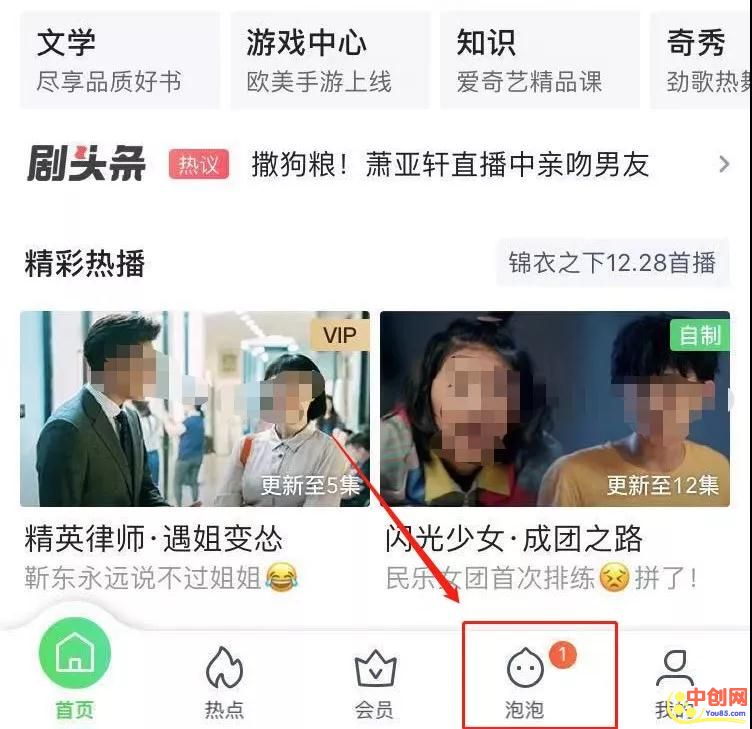 文学
游戏中心
知识
奇秀
尽享品质好书
欧美手游上线
爱奇艺精品课
劲歌热舞
剧头条
热议
撒狗粮！萧亚轩直播中亲吻男友
精彩热播
锦衣之下12.28首播
VIP
自制
更新至5集
更新至12集
精英律师·遇姐变怂
闪光少女·成团之路
靳东永远说不过姐姐😂
民乐女团首次排练😣拼了！
1
首页
热点
会员
泡泡
我的
中创网
You85.com